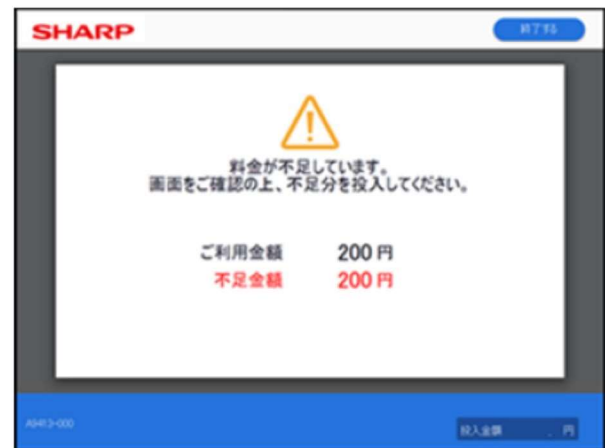 SHARP
終了する
料金が不足しています。
画面をご確認の上、不足分を投入してください。
ご利用金額 200 円
不足金額 200 円
A9413-000
投入金額 円